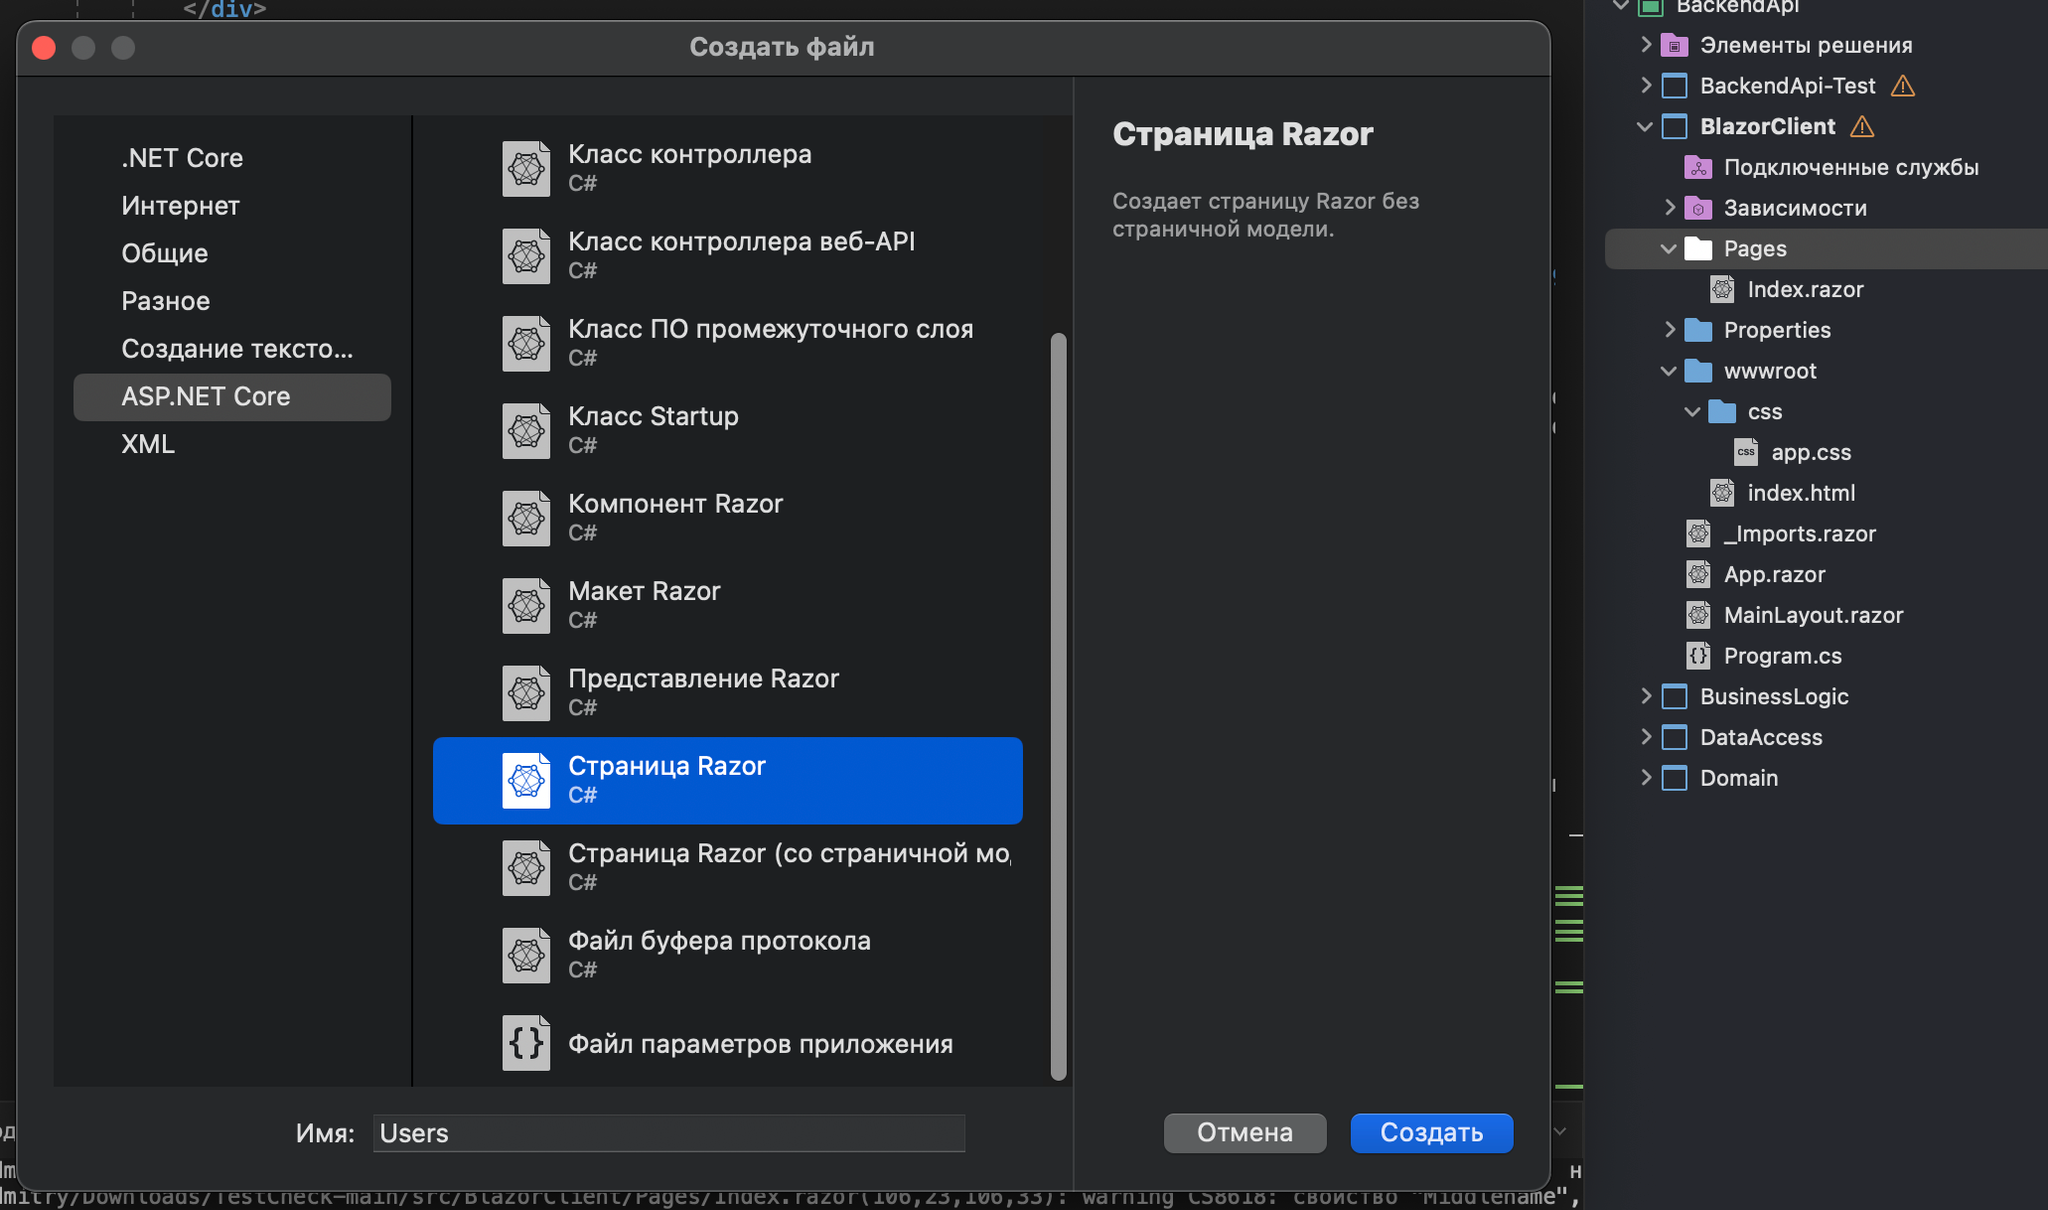 </div>
Создать файл
.NET Core
Интернет
Общие
Разное
Создание тексто...
ASP.NET Core
XML
Класс контроллера
C#
Класс контроллера веб-API
C#
Класс ПО промежуточного слоя
C#
Класс Startup
C#
Компонент Razor
C#
Макет Razor
C#
Представление Razor
C#
Страница Razor
C#
Страница Razor (со страничной мо
C#
Файл буфера протокола
C#
{} Файл параметров приложения
Страница Razor
Создает страницу Razor без
страничной модели.
Имя: Users
Отмена
Создать
BackendApi
Элементы решения
BackendApi-Test
BlazorClient
Подключенные службы
Зависимости
Pages
Index.razor
Properties
wwwroot
css
css app.css
index.html
_Imports.razor
App.razor
MainLayout.razor
{} Program.cs
BusinessLogic
DataAccess
Domain
mitry/Downloads/TestCheck-main/src/BlazorClient/Pages/Index.razor(106,23,106,33): warning CS8618: свойство "Middlename",